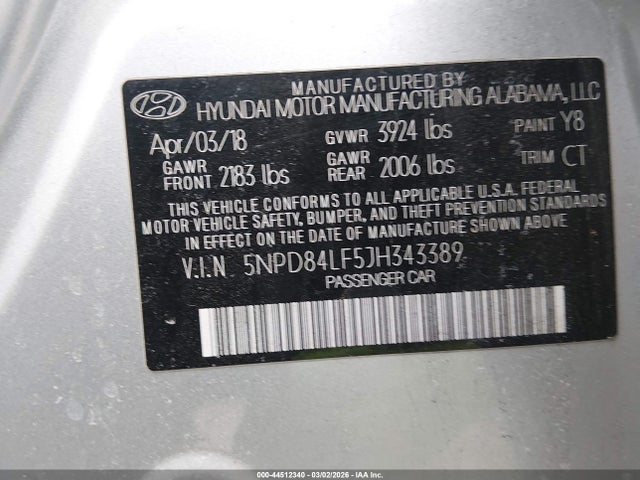 MANUFACTURED BY
HYUNDAI MOTOR MANUFACTURING ALABAMA, LLC
Apr/03/18 GVWR 3924 lbs PAINT Y8
GAWR FRONT 2183 lbs GAWR REAR 2006 lbs TRIM CT
THIS VEHICLE CONFORMS TO ALL APPLICABLE U.S.A. FEDERAL
MOTOR VEHICLE SAFETY, BUMPER, AND THEFT PREVENTION STANDARDS
IN EFFECT ON THE DATE OF MANUFACTURE SHOWN ABOVE.
V.I.N 5NPD84LF5JH343389
PASSENGER CAR
000-44512340 - 03/02/2026 - IAA Inc.